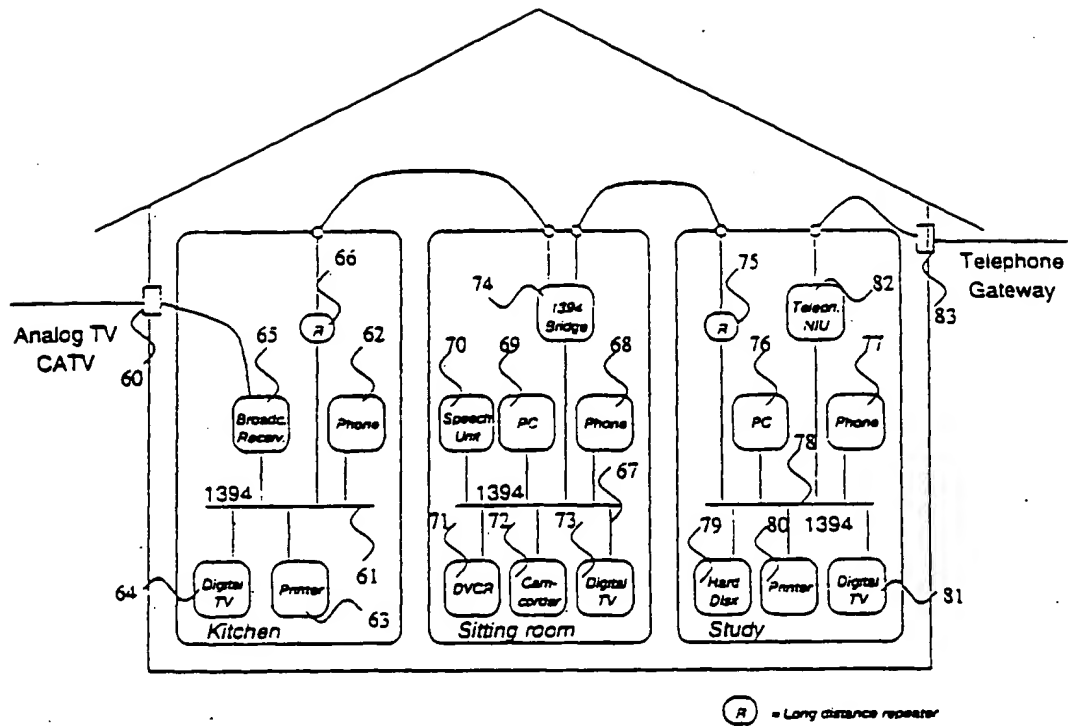 66
75
74
82
Telephone
Gateway
83
1394
Bridge
Teleph.
NIU
R
R
Analog TV
CATV
60
65
62
70
69
68
76
77
Broadc.
Receiv.
Phone
Speech
Unit
PC
Phone
PC
Phone
78
67
1394
1394
1394
71
72
73
79
80
61
64
63
81
Digital
TV
Printer
DVCR
Cam-
corder
Digital
TV
Hard
Disk
Printer
Digital
TV
Kitchen
Sitting room
Study
R = Long distance repeater